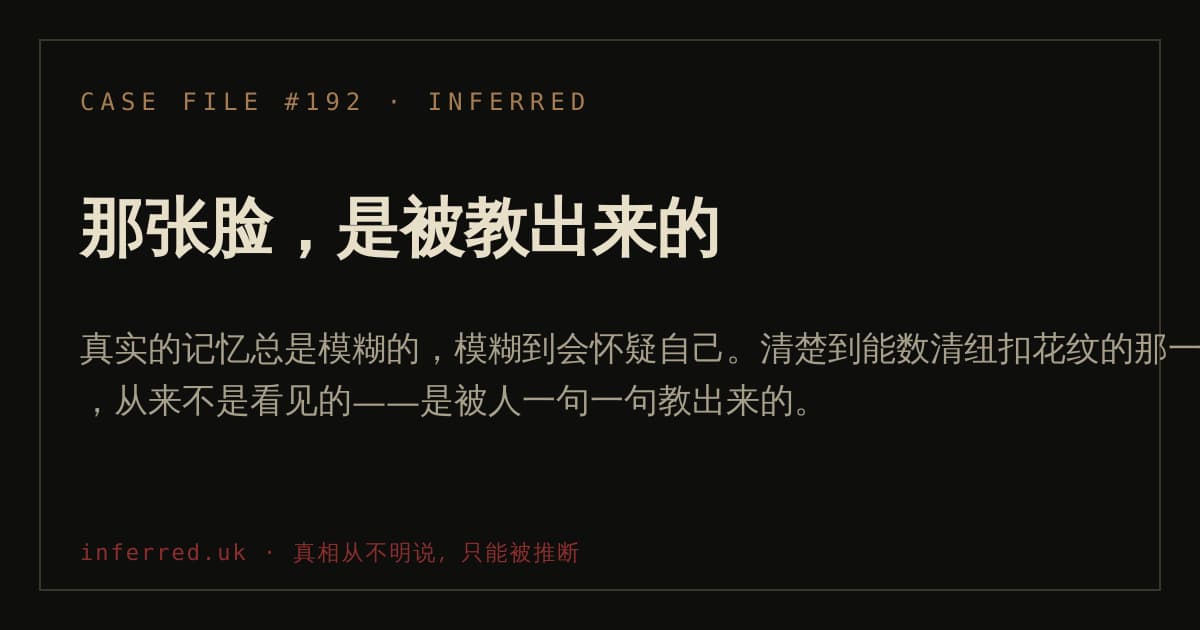 CASE FILE #192 · INFERRED
那张脸，是被教出来的
真实的记忆总是模糊的，模糊到会怀疑自己。清楚到能数清纽扣花纹的那一
，从来不是看见的——是被人一句一句教出来的。
inferred.uk · 真相从不明说，只能被推断